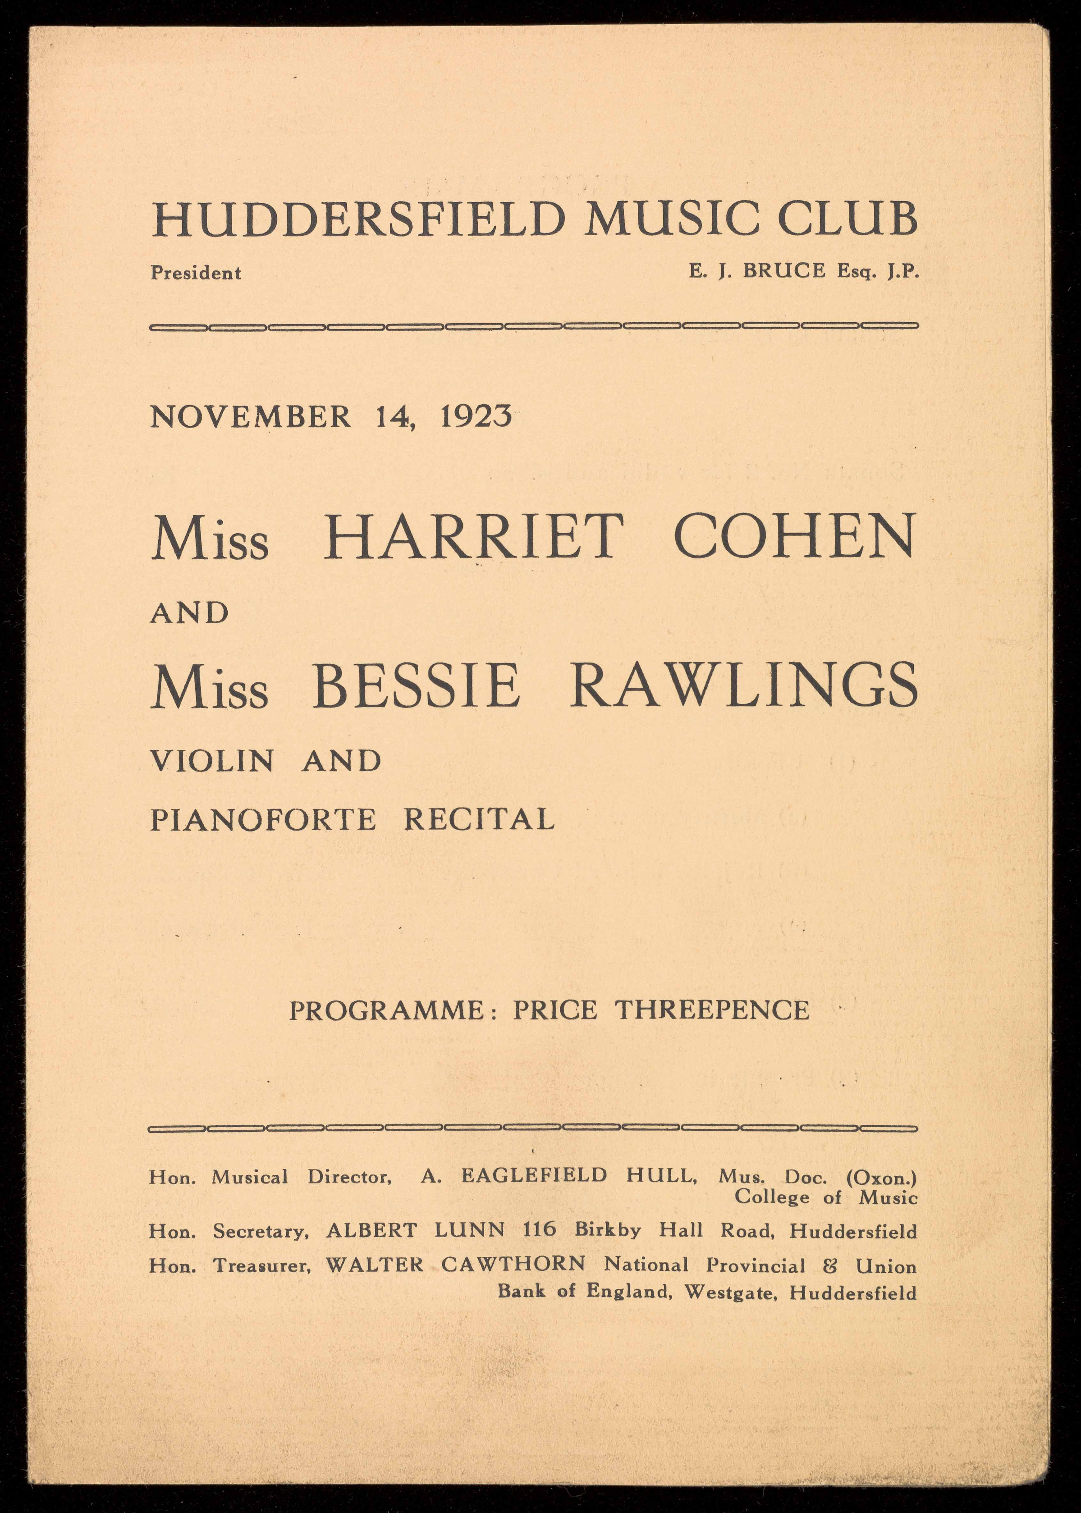 HUDDERSFIELD MUSIC CLUB
President E. J. BRUCE Esq. J.P.
NOVEMBER 14, 1923
Miss HARRIET COHEN
AND
Miss BESSIE RAWLINGS
VIOLIN AND
PIANOFORTE RECITAL
PROGRAMME: PRICE THREEPENCE
Hon. Musical Director, A. EAGLEFIELD HULL, Mus. Doc. (Oxon.)
College of Music
Hon. Secretary, ALBERT LUNN 116 Birkby Hall Road, Huddersfield
Hon. Treasurer, WALTER CAWTHORN National Provincial & Union
Bank of England, Westgate, Huddersfield